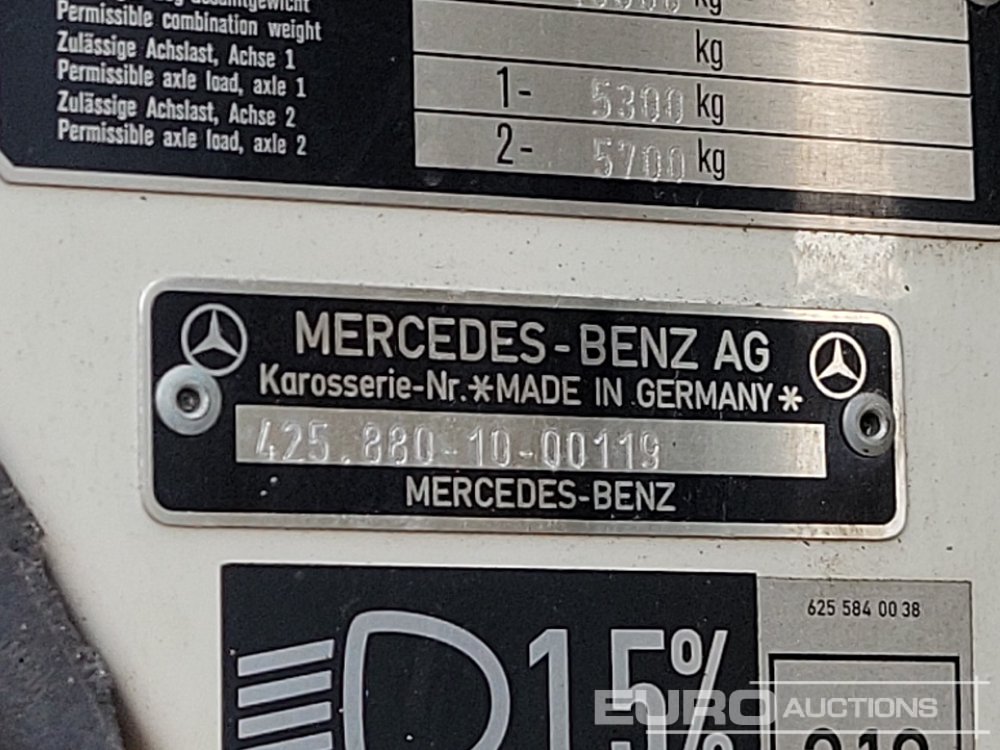 Permissible combination weight
kg
Zulässige Achslast, Achse 1
Permissible axle load, axle 1
1- 5300 kg
Zulässige Achslast, Achse 2
Permissible axle load, axle 2
2- 5700 kg
MERCEDES-BENZ AG
Karosserie-Nr.*MADE IN GERMANY*
425.880-10-00119
MERCEDES-BENZ
1,5%
625 584 00 38
EURO AUCTIONS